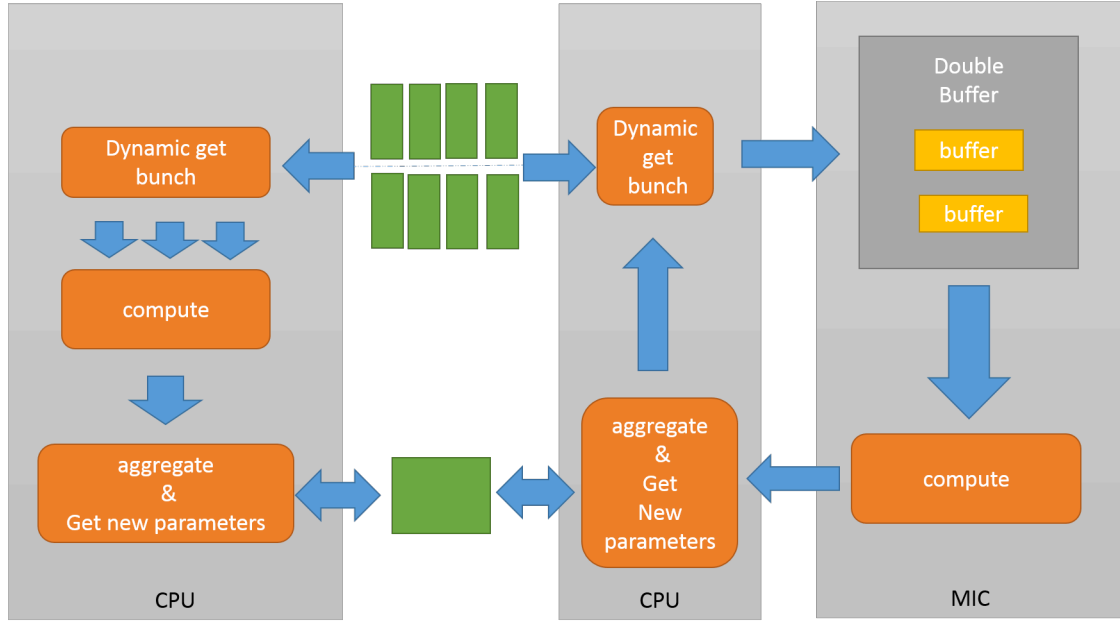 Dynamic get
bunch
compute
aggregate
&
Get new parameters
CPU
Dynamic
get
bunch
aggregate
&
Get
New
parameters
CPU
Double
Buffer
buffer
buffer
compute
MIC